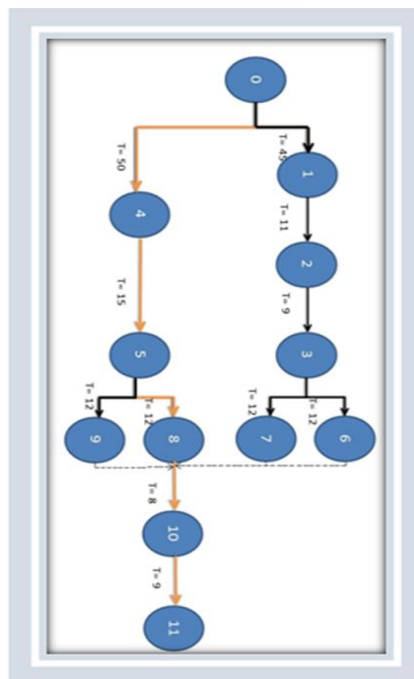 0
T= 50
T= 45
1
4
T= 11
2
T= 15
T= 9
5
3
T= 12
T= 12
T= 12
T= 12
9
8
7
6
T= 8
10
T= 9
11